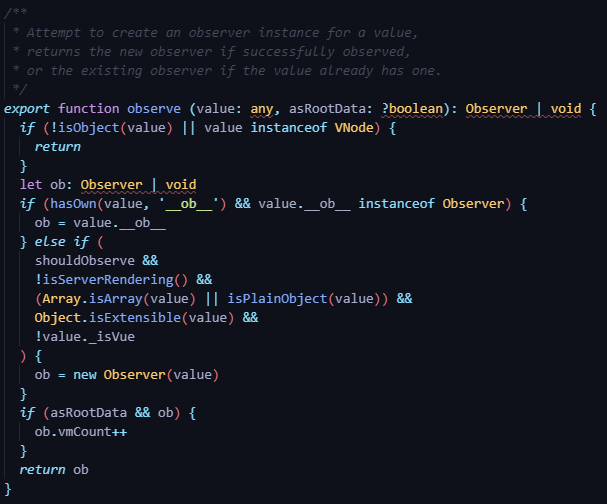 /**
 * Attempt to create an observer instance for a value,
 * returns the new observer if successfully observed,
 * or the existing observer if the value already has one.
 */
export function observe (value: any, asRootData: ?boolean): Observer | void {
  if (!isObject(value) || value instanceof VNode) {
    return
  }
  let ob: Observer | void
  if (hasOwn(value, '__ob__') && value.__ob__ instanceof Observer) {
    ob = value.__ob__
  } else if (
    shouldObserve &&
    !isServerRendering() &&
    (Array.isArray(value) || isPlainObject(value)) &&
    Object.isExtensible(value) &&
    !value._isVue
  ) {
    ob = new Observer(value)
  }
  if (asRootData && ob) {
    ob.vmCount++
  }
  return ob
}